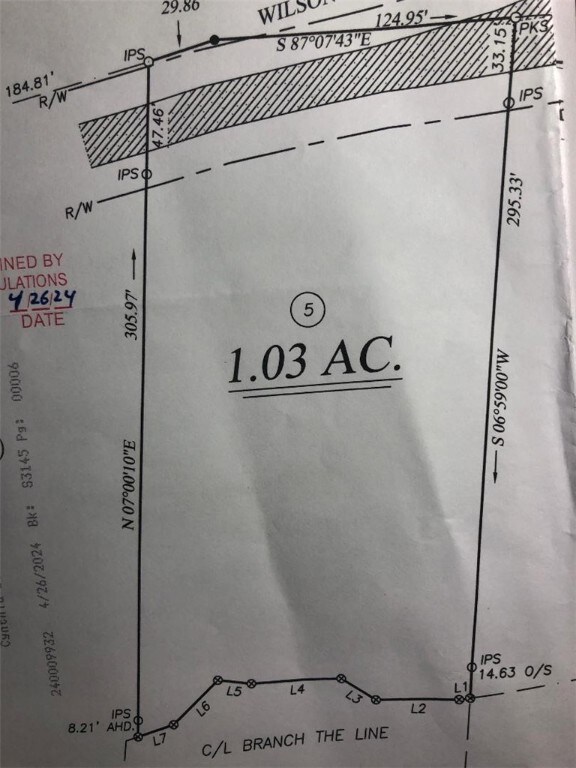 29.86
WILSON
124.95'
S 87°07'43"E
PKS
IPS
33.15
184.81'
R/W
47.46'
IPS
IPS
R/W
295.33'
INED BY
ULATIONS
4/26/24
DATE
305.97'
5
1.03 AC.
S 06°59'00"W
N 07°00'10"E
240009932 4/26/2024 Bk: S3145 Pg: 00006
IPS
14.63 O/S
IPS
8.21' AHD.
L7
L6
L5
L4
L3
L2
L1
C/L BRANCH THE LINE